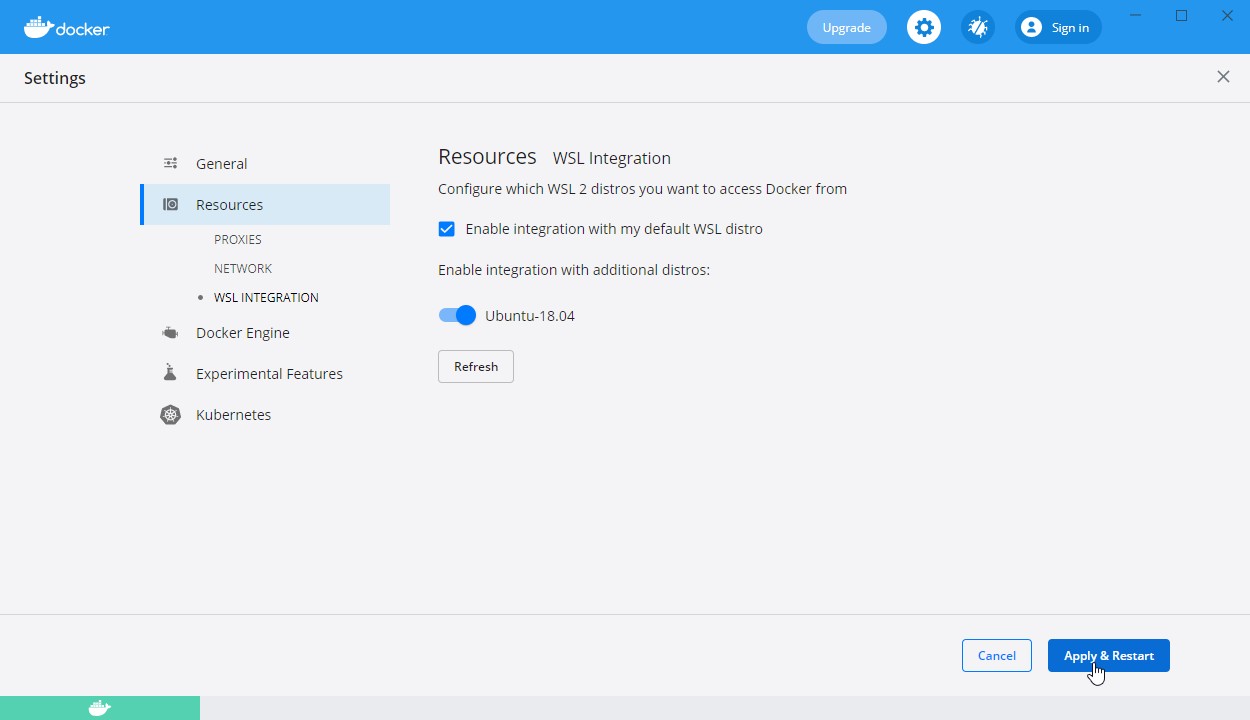 docker
Upgrade
Sign in
Settings
General
Resources
PROXIES
NETWORK
WSL INTEGRATION
Docker Engine
Experimental Features
Kubernetes
Resources WSL Integration
Configure which WSL 2 distros you want to access Docker from
Enable integration with my default WSL distro
Enable integration with additional distros:
Ubuntu-18.04
Refresh
Cancel
Apply & Restart